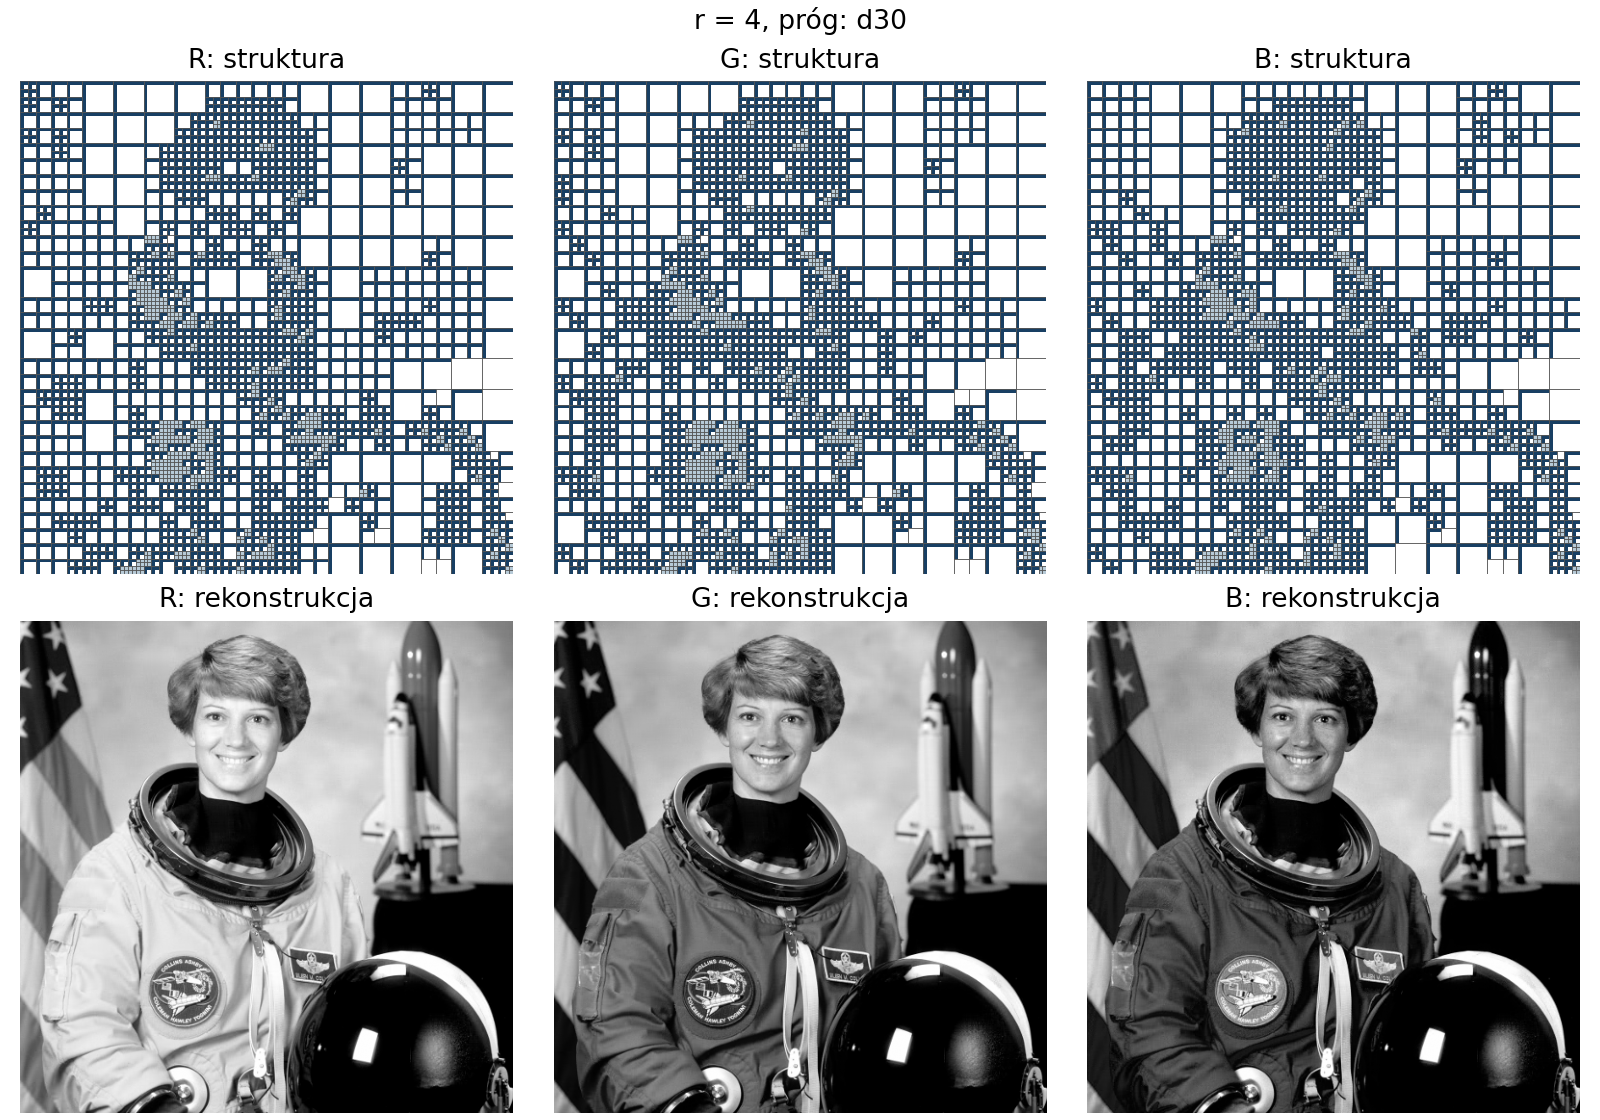 r = 4, próg: d30
R: struktura
G: struktura
B: struktura
R: rekonstrukcja
G: rekonstrukcja
B: rekonstrukcja